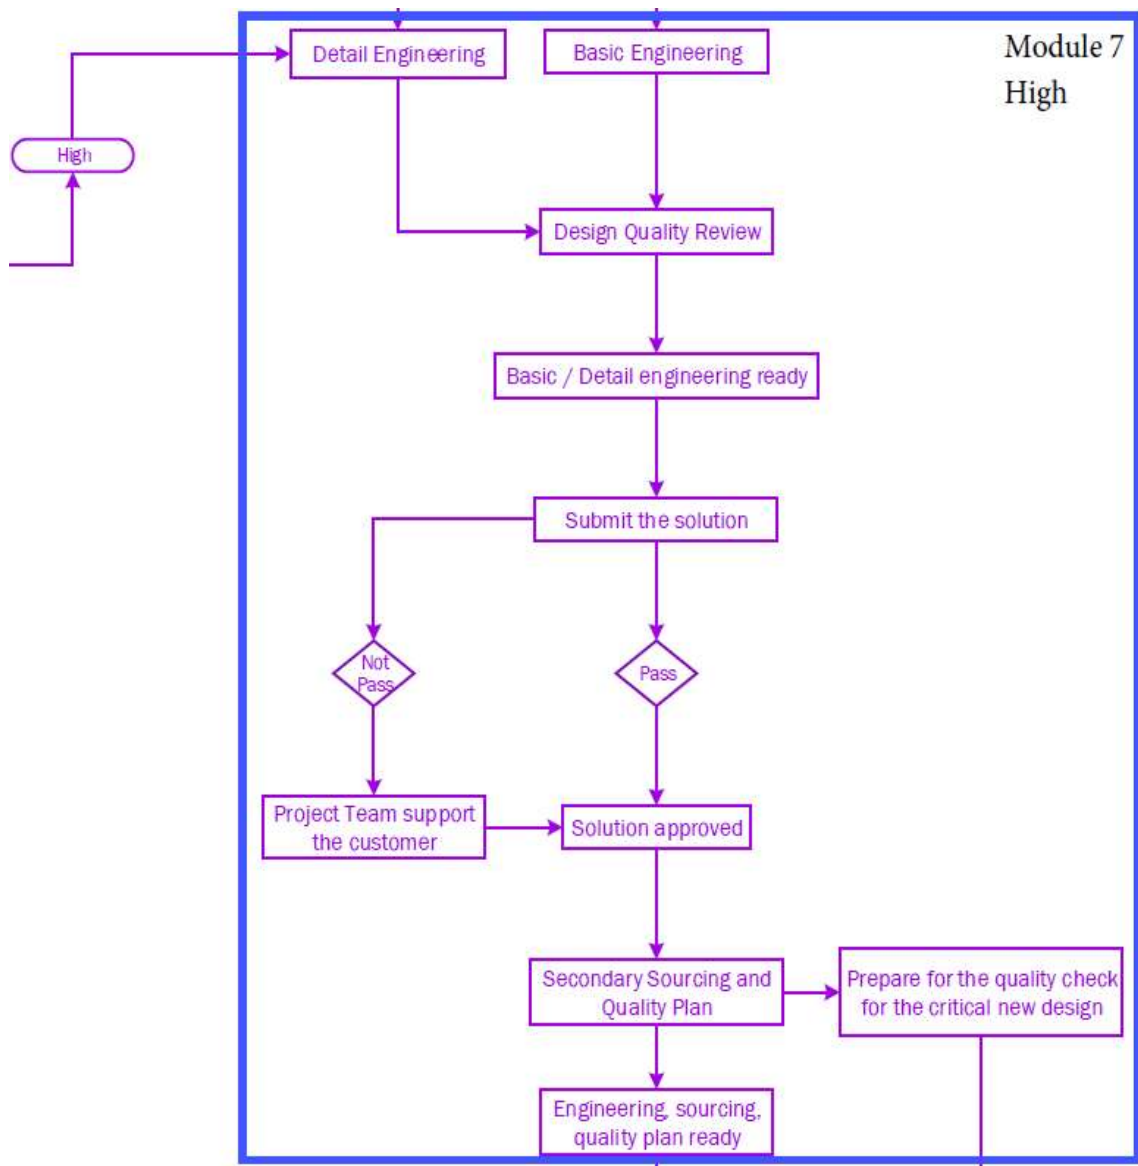 Module 7
High
Detail Engineering
Basic Engineering
High
Design Quality Review
Basic / Detail engineering ready
Submit the solution
Not
Pass
Pass
Project Team support
the customer
Solution approved
Secondary Sourcing and
Quality Plan
Prepare for the quality check
for the critical new design
Engineering, sourcing,
quality plan ready